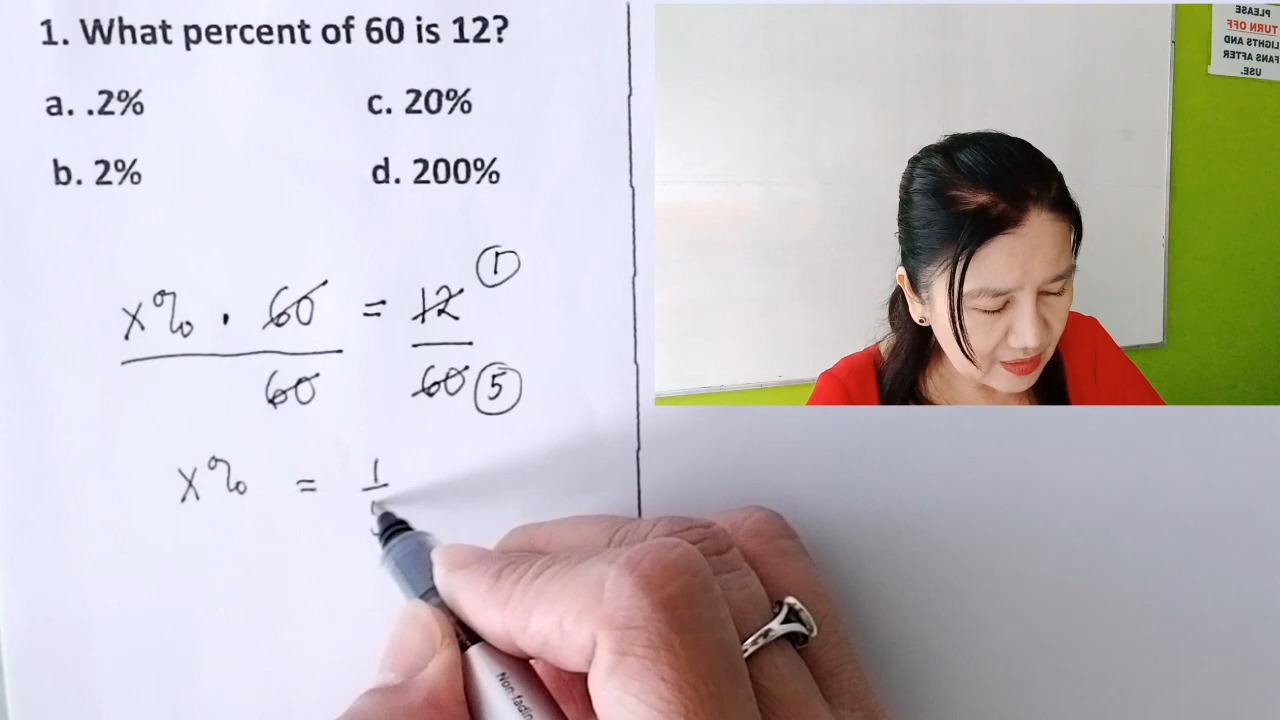 1. What percent of 60 is 12?
a. .2%
c. 20%
b. 2%
d. 200%
x% · 60 = 12 1
60 60 5
x% = 1
PLEASE
TURN OFF
LIGHTS AND
FANS AFTER
USE.